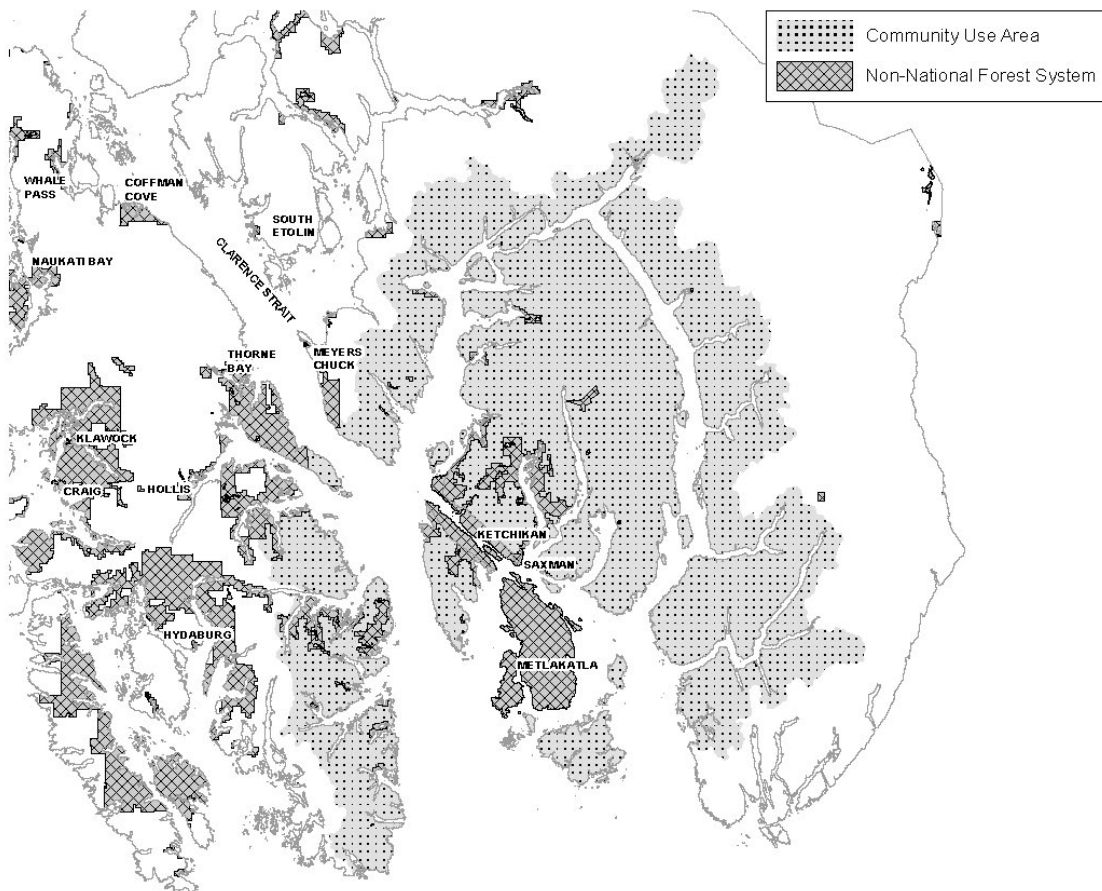 Community Use Area
Non-National Forest System
WHALE
PASS
COFFMAN
COVE
SOUTH
ETOLIN
NAUKATI BAY
CLARENCE STRAIT
THORNE
BAY
MEYERS
CHUCK
KLAWOCK
CRAIG
HOLLIS
KETCHIKAN
SAXMAN
HYDABURG
METLAKATLA